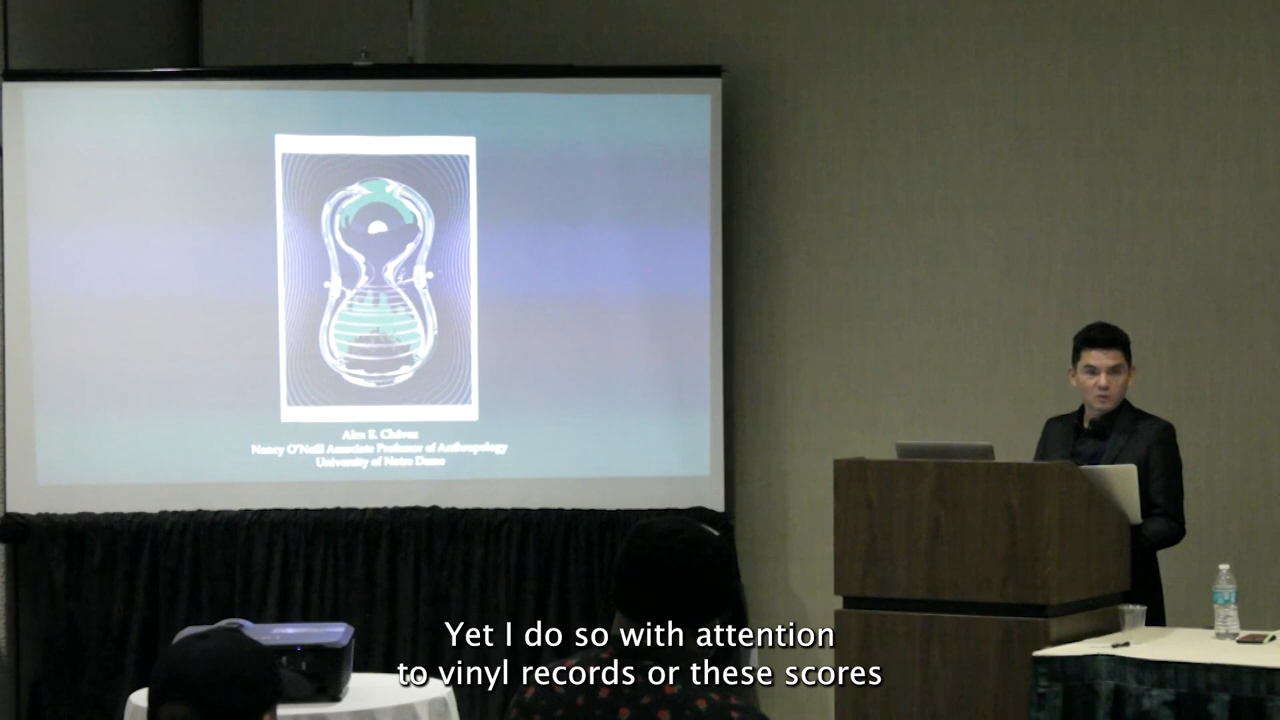 Alex E. Chávez
Nancy O'Neill Associate Professor of Anthropology
University of Notre Dame
Yet I do so with attention
to vinyl records or these scores